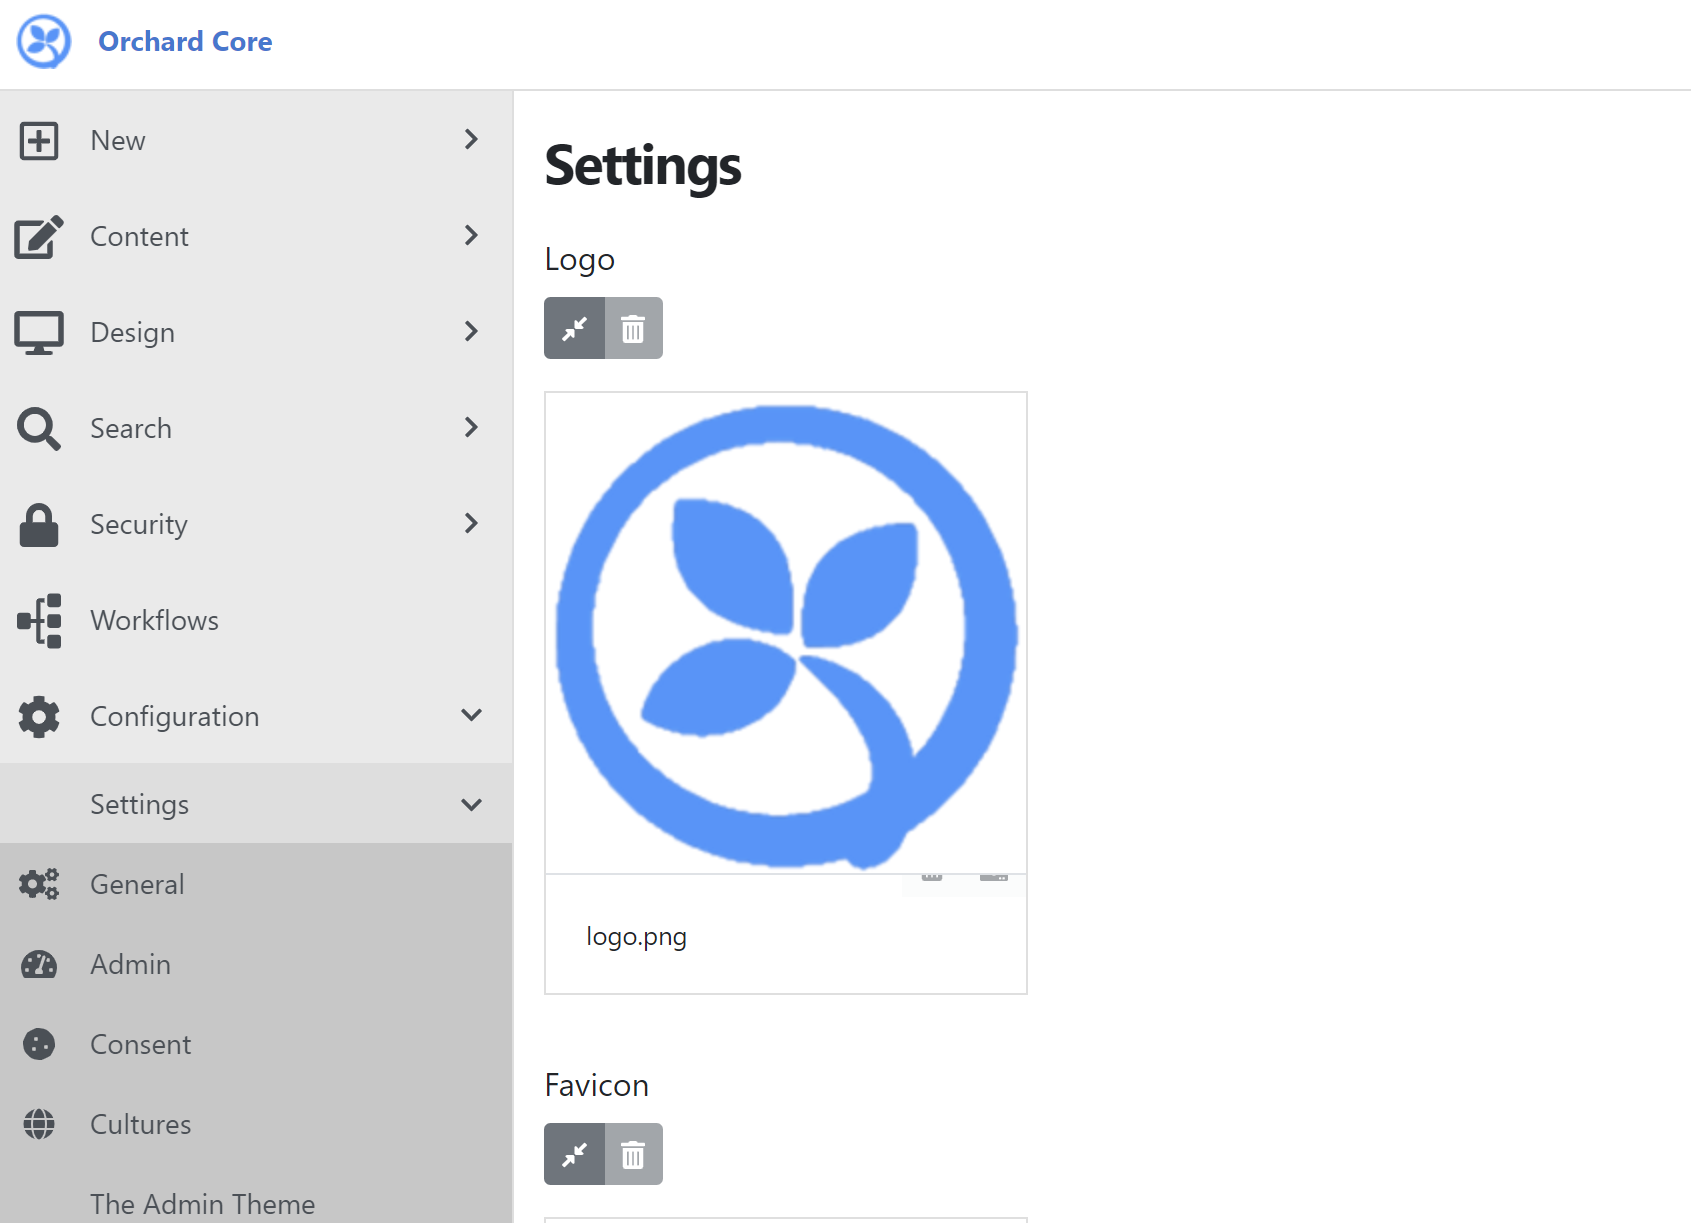 Orchard Core
New
Content
Design
Search
Security
Workflows
Configuration
Settings
General
Admin
Consent
Cultures
The Admin Theme
Settings
Logo
logo.png
Favicon